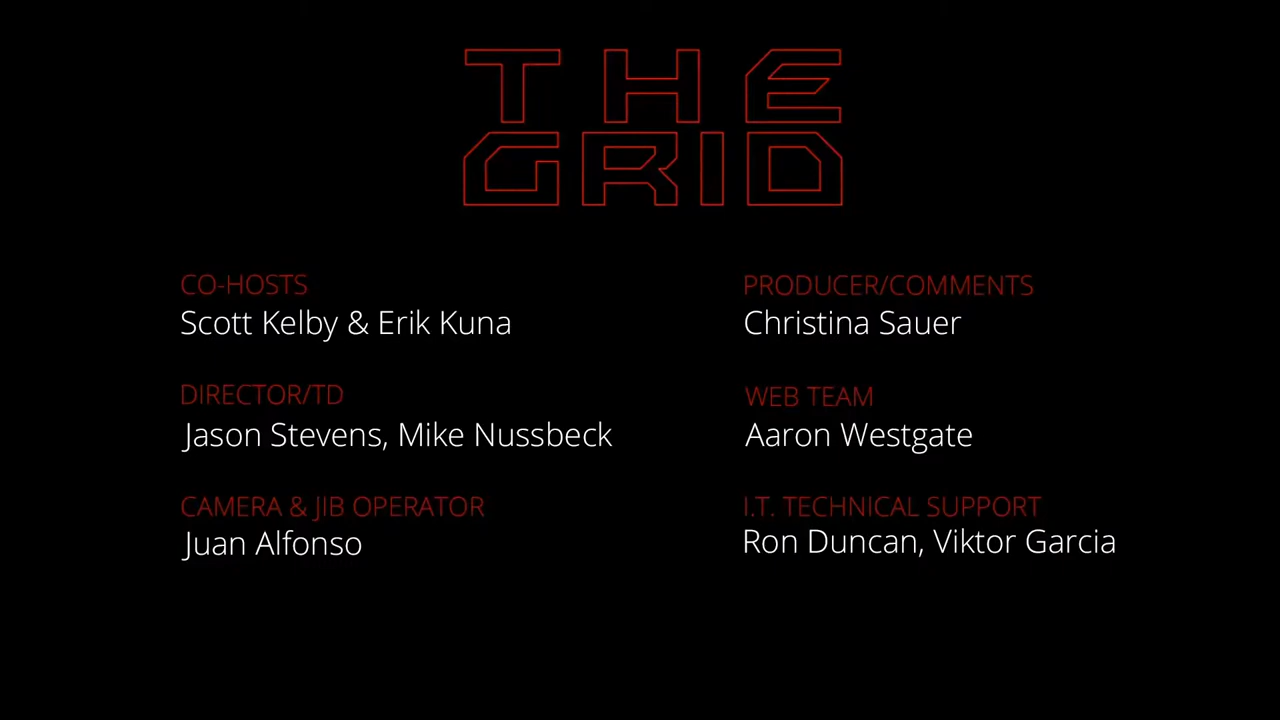 THE
GRID
CO-HOSTS
Scott Kelby & Erik Kuna
DIRECTOR/TD
Jason Stevens, Mike Nussbeck
CAMERA & JIB OPERATOR
Juan Alfonso
PRODUCER/COMMENTS
Christina Sauer
WEB TEAM
Aaron Westgate
I.T. TECHNICAL SUPPORT
Ron Duncan, Viktor Garcia